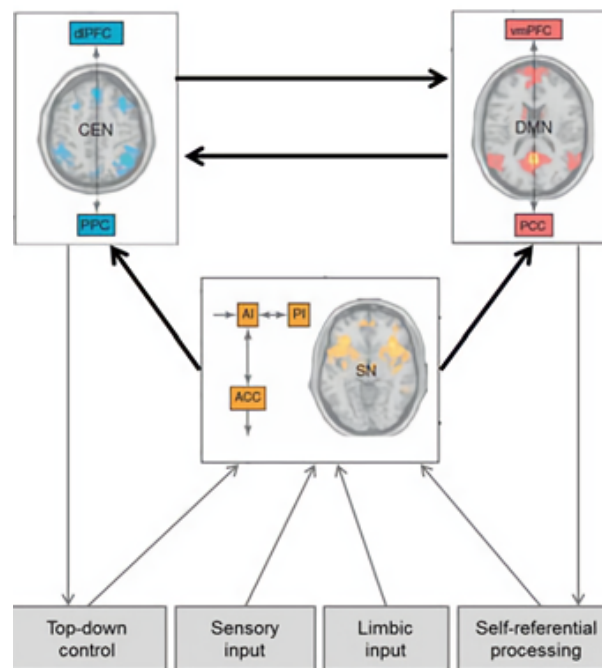 dlPFC
CEN
PPC
vmPFC
DMN
PCC
AI
PI
ACC
SN
Top-down
control
Sensory
input
Limbic
input
Self-referential
processing